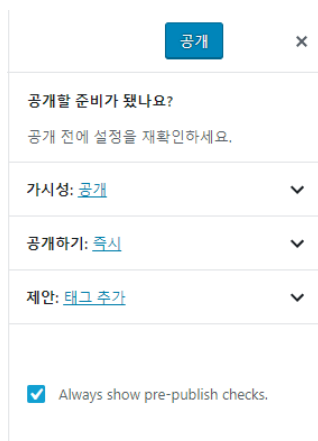 공개
공개할 준비가 됐나요?
공개 전에 설정을 재확인하세요.
가시성: 공개
공개하기: 즉시
제안: 태그 추가
Always show pre-publish checks.